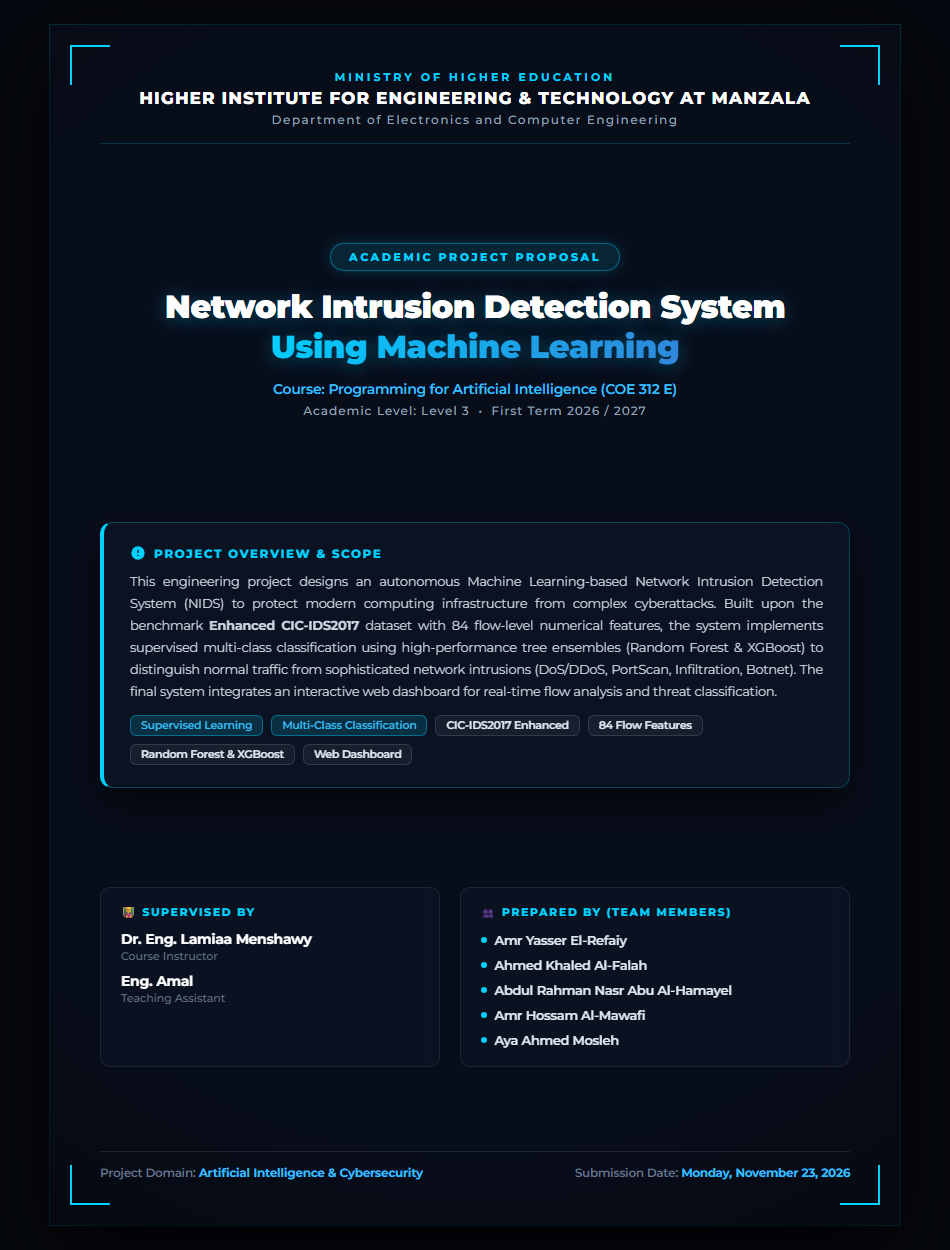 MINISTRY OF HIGHER EDUCATION
HIGHER INSTITUTE FOR ENGINEERING & TECHNOLOGY AT MANZALA
Department of Electronics and Computer Engineering
ACADEMIC PROJECT PROPOSAL
Network Intrusion Detection System
Using Machine Learning
Course: Programming for Artificial Intelligence (COE 312 E)
Academic Level: Level 3 • First Term 2026 / 2027
PROJECT OVERVIEW & SCOPE
This engineering project designs an autonomous Machine Learning-based Network Intrusion Detection
System (NIDS) to protect modern computing infrastructure from complex cyberattacks. Built upon the
benchmark Enhanced CIC-IDS2017 dataset with 84 flow-level numerical features, the system implements
supervised multi-class classification using high-performance tree ensembles (Random Forest & XGBoost) to
distinguish normal traffic from sophisticated network intrusions (DoS/DDoS, PortScan, Infiltration, Botnet). The
final system integrates an interactive web dashboard for real-time flow analysis and threat classification.
Supervised Learning
Multi-Class Classification
CIC-IDS2017 Enhanced
84 Flow Features
Random Forest & XGBoost
Web Dashboard
SUPERVISED BY
Dr. Eng. Lamiaa Menshawy
Course Instructor
Eng. Amal
Teaching Assistant
PREPARED BY (TEAM MEMBERS)
Amr Yasser El-Refaiy
Ahmed Khaled Al-Falah
Abdul Rahman Nasr Abu Al-Hamayel
Amr Hossam Al-Mawafi
Aya Ahmed Mosleh
Project Domain: Artificial Intelligence & Cybersecurity
Submission Date: Monday, November 23, 2026